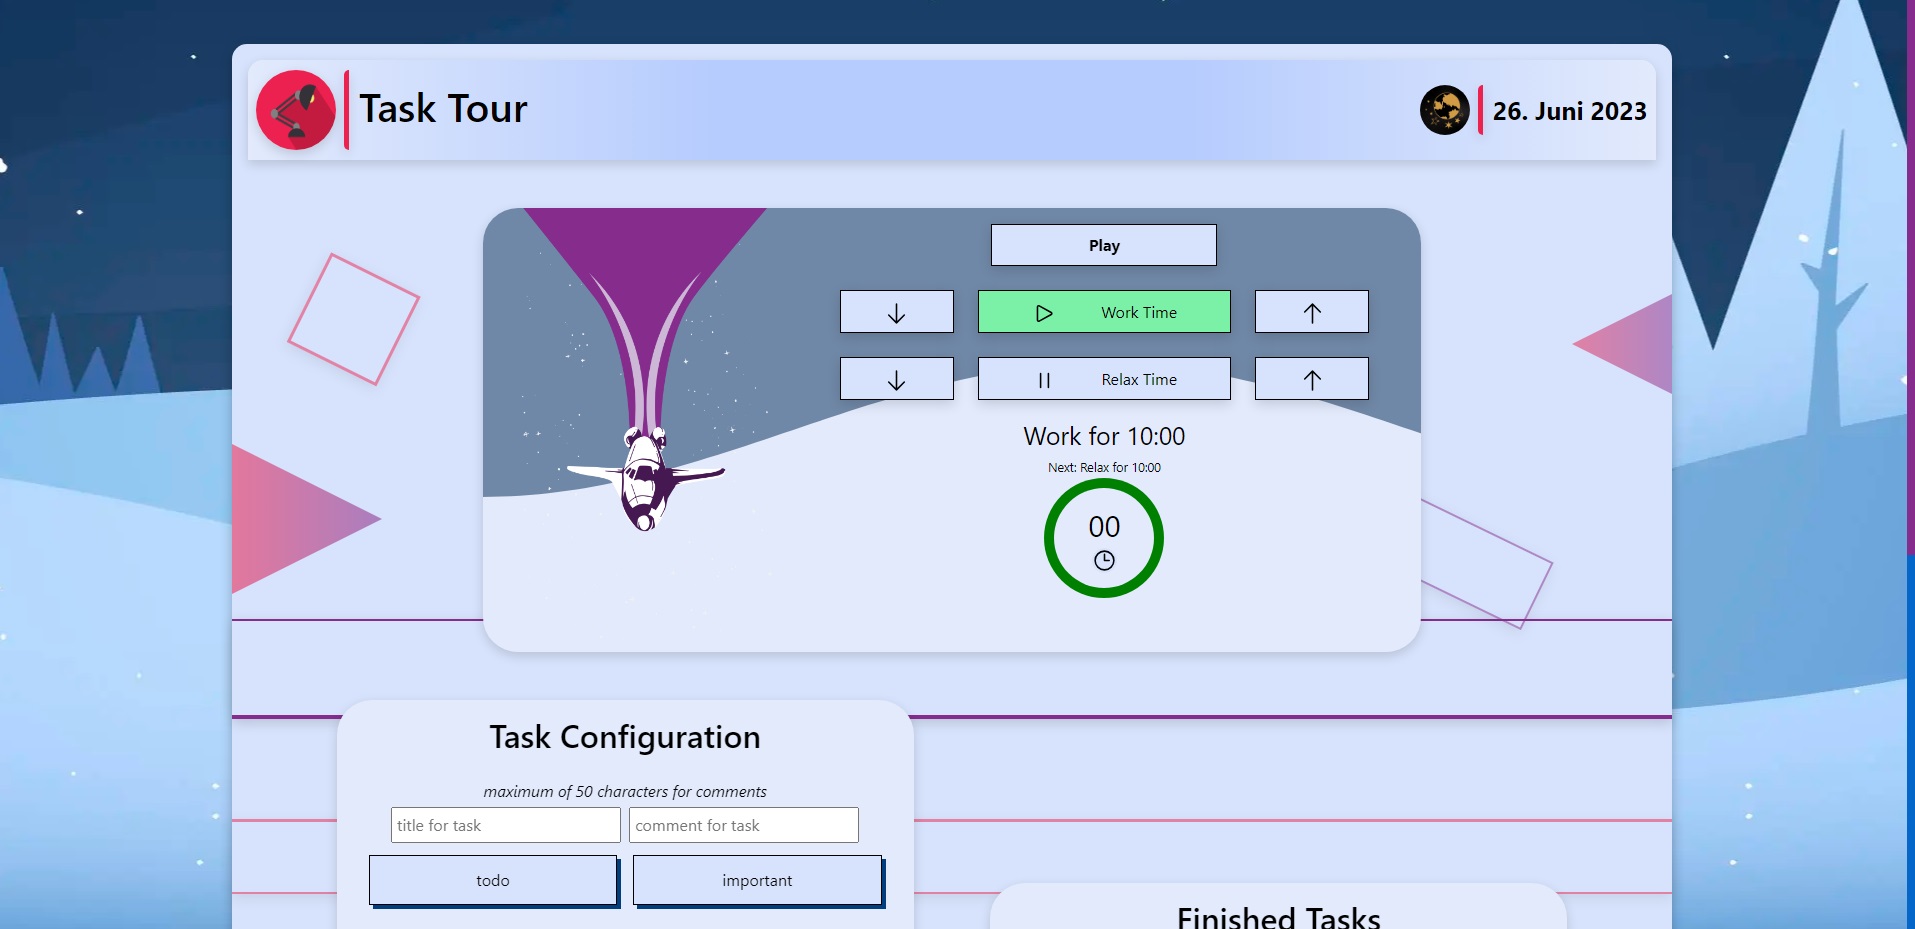 Task Tour
26. Juni 2023
Play
Work Time
Relax Time
Work for 10:00
Next: Relax for 10:00
00
Task Configuration
maximum of 50 characters for comments
title for task
comment for task
todo
important
Finished Tasks